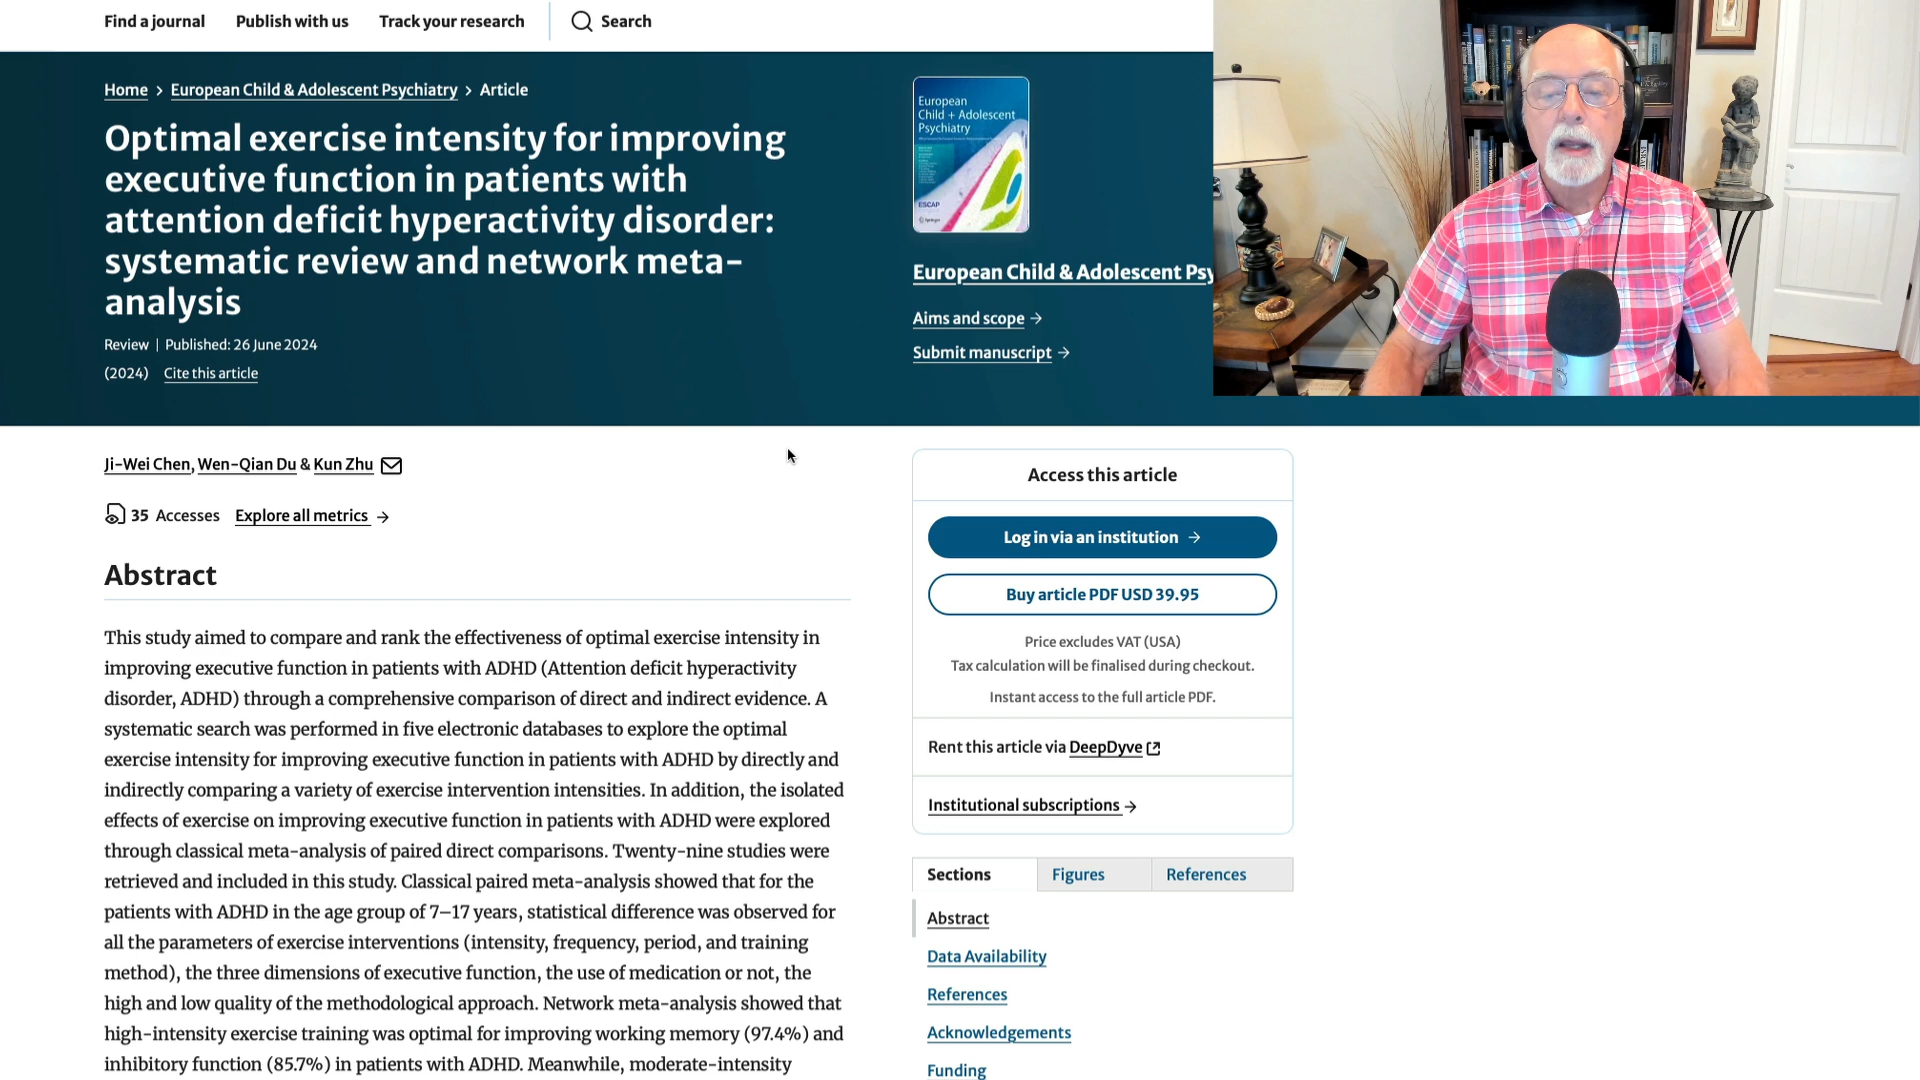 Find a journal Publish with us Track your research Search
Home > European Child & Adolescent Psychiatry > Article
Optimal exercise intensity for improving
executive function in patients with
attention deficit hyperactivity disorder:
systematic review and network meta-
analysis
Review | Published: 26 June 2024
(2024) Cite this article
European
Child + Adolescent
Psychiatry
ESCAP
Springer
European Child & Adolescent Psy
Aims and scope →
Submit manuscript →
Ji-Wei Chen, Wen-Qian Du & Kun Zhu
35 Accesses Explore all metrics →
Abstract
This study aimed to compare and rank the effectiveness of optimal exercise intensity in
improving executive function in patients with ADHD (Attention deficit hyperactivity
disorder, ADHD) through a comprehensive comparison of direct and indirect evidence. A
systematic search was performed in five electronic databases to explore the optimal
exercise intensity for improving executive function in patients with ADHD by directly and
indirectly comparing a variety of exercise intervention intensities. In addition, the isolated
effects of exercise on improving executive function in patients with ADHD were explored
through classical meta-analysis of paired direct comparisons. Twenty-nine studies were
retrieved and included in this study. Classical paired meta-analysis showed that for the
patients with ADHD in the age group of 7–17 years, statistical difference was observed for
all the parameters of exercise interventions (intensity, frequency, period, and training
method), the three dimensions of executive function, the use of medication or not, the
high and low quality of the methodological approach. Network meta-analysis showed that
high-intensity exercise training was optimal for improving working memory (97.4%) and
inhibitory function (85.7%) in patients with ADHD. Meanwhile, moderate-intensity
Access this article
Log in via an institution →
Buy article PDF USD 39.95
Price excludes VAT (USA)
Tax calculation will be finalised during checkout.
Instant access to the full article PDF.
Rent this article via DeepDyve
Institutional subscriptions →
Sections Figures References
Abstract
Data Availability
References
Acknowledgements
Funding